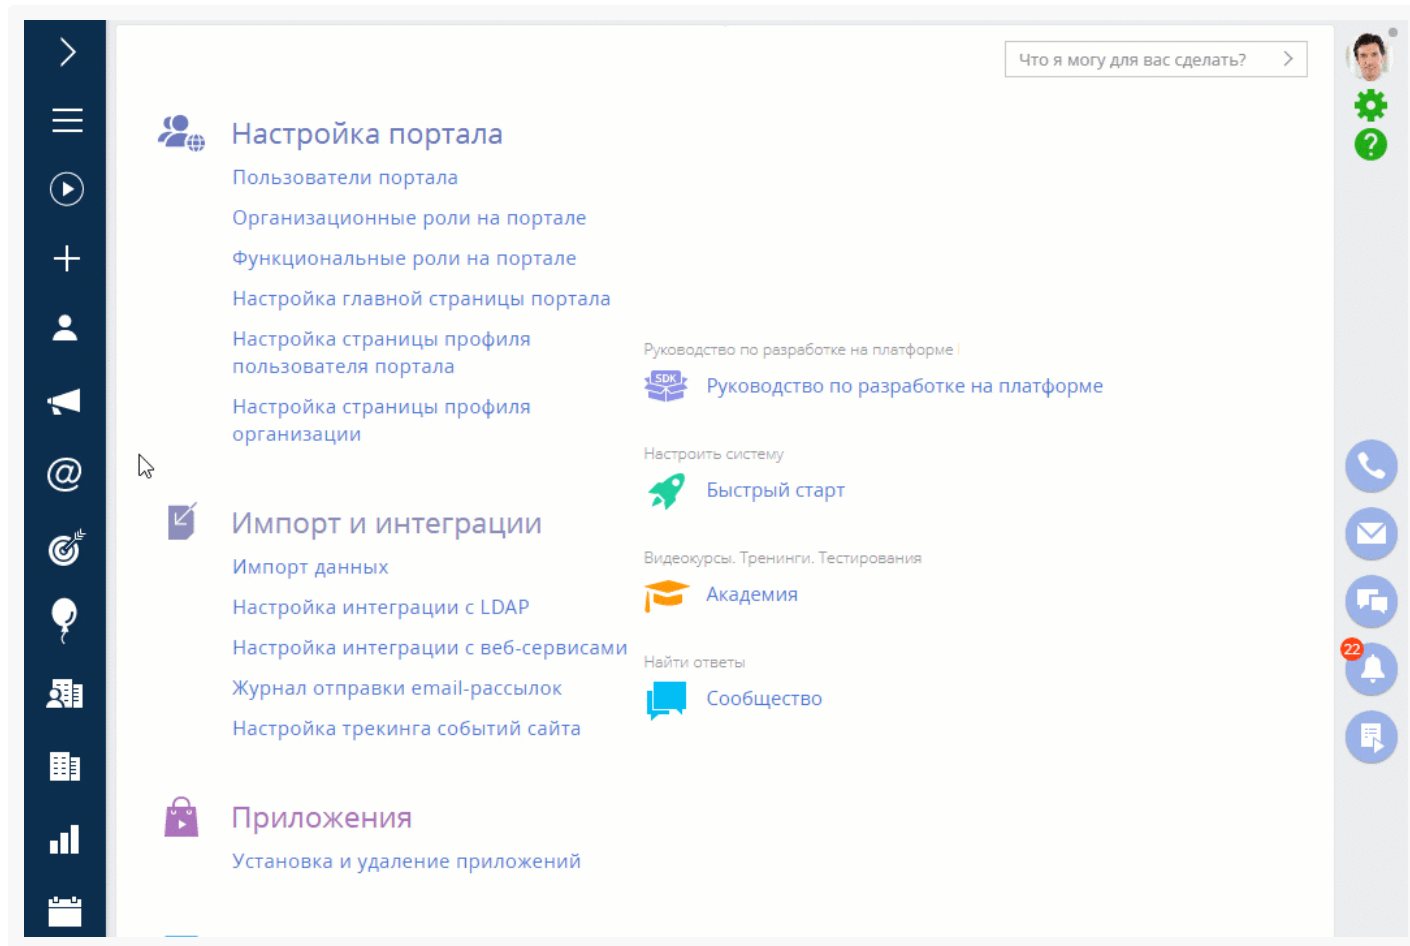 Что я могу для вас сделать?
Настройка портала
Пользователи портала
Организационные роли на портале
Функциональные роли на портале
Настройка главной страницы портала
Настройка страницы профиля
пользователя портала
Настройка страницы профиля
организации
Импорт и интеграции
Импорт данных
Настройка интеграции с LDAP
Настройка интеграции с веб-сервисами
Журнал отправки email-рассылок
Настройка трекинга событий сайта
Приложения
Установка и удаление приложений
Руководство по разработке на платформе
SDK
Руководство по разработке на платформе
Настроить систему
Быстрый старт
Видеокурсы. Тренинги. Тестирования
Академия
Найти ответы
Сообщество
22